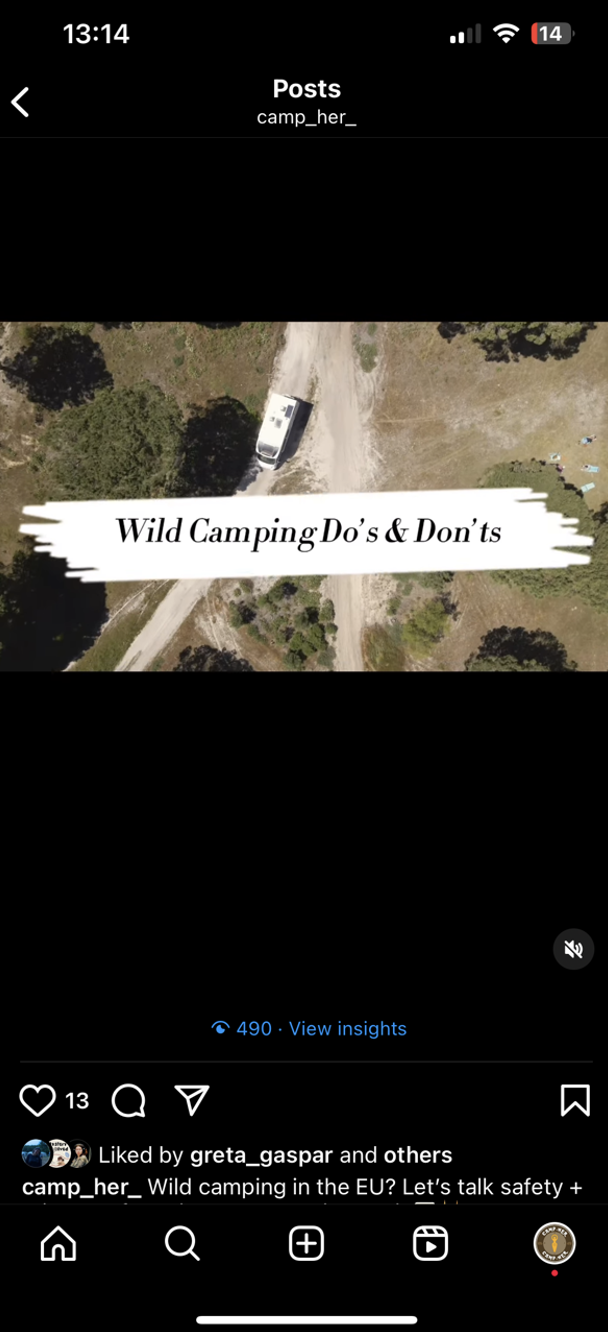 13:14
14
Posts
camp_her_
Wild Camping Do's & Don'ts
490 · View insights
13
Liked by greta_gaspar and others
camp_her_ Wild camping in the EU? Let's talk safety +